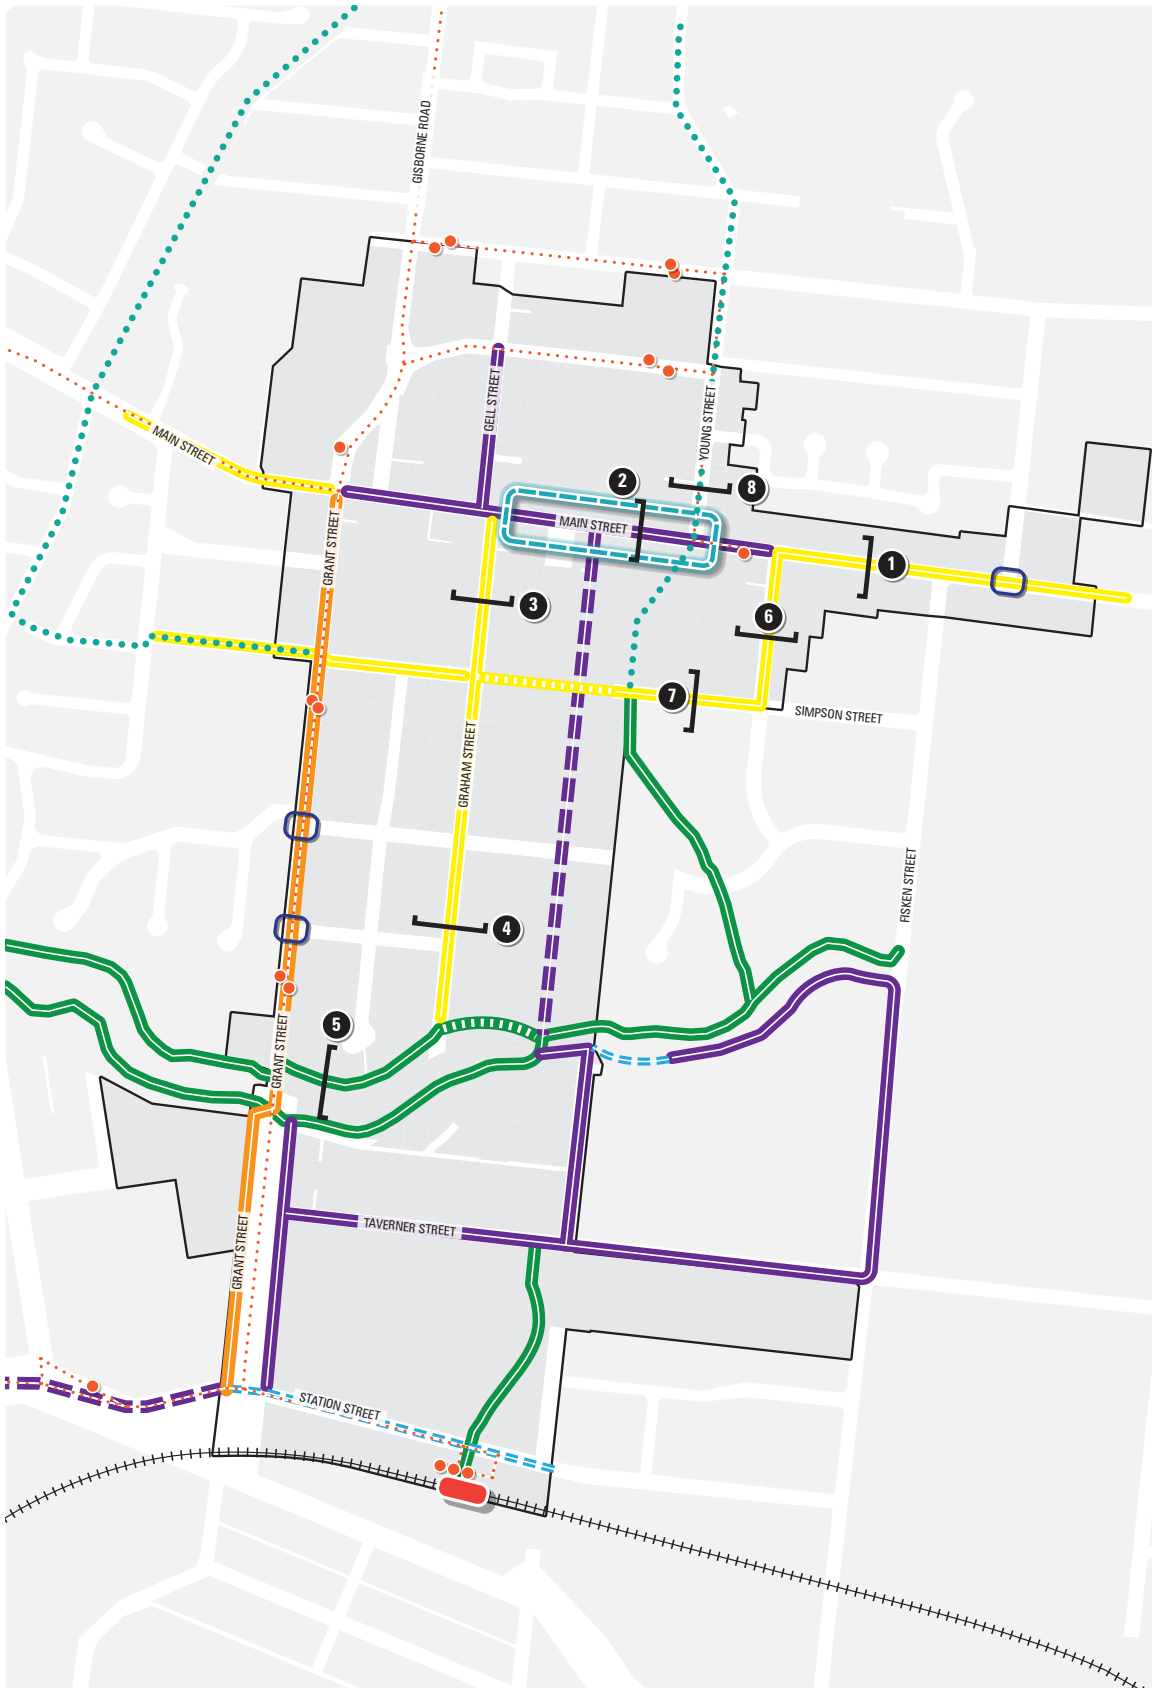 GISBORNE ROAD
GELL STREET
YOUNG STREET
MAIN STREET
2
8
MAIN STREET
GRANT STREET
1
3
6
7
SIMPSON STREET
GRAHAM STREET
FISKEN STREET
4
5
GRANT STREET
TAVERNER STREET
GRANT STREET
STATION STREET